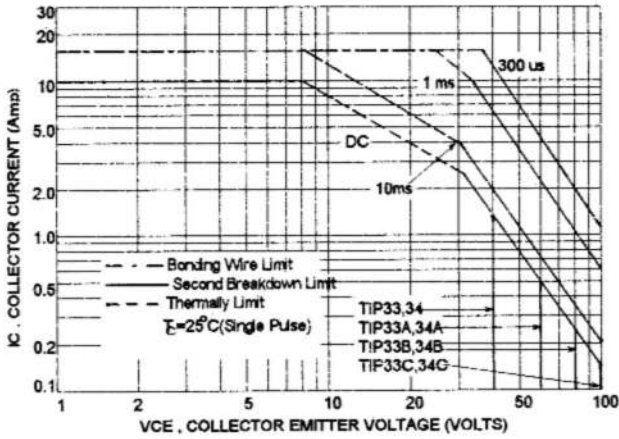 30
20
10
5.0
2.0
1.0
0.5
0.2
0.1
IC , COLLECTOR CURRENT (Amp)
300 us
1 ms
DC
10ms
Bonding Wire Limit
Second Breakdown Limit
Thermally Limit
Tc=25°C(Single Pulse)
TIP33,34
TIP33A,34A
TIP33B,34B
TIP33C,34C
1 2 5 10 20 50 100
VCE , COLLECTOR EMITTER VOLTAGE (VOLTS)